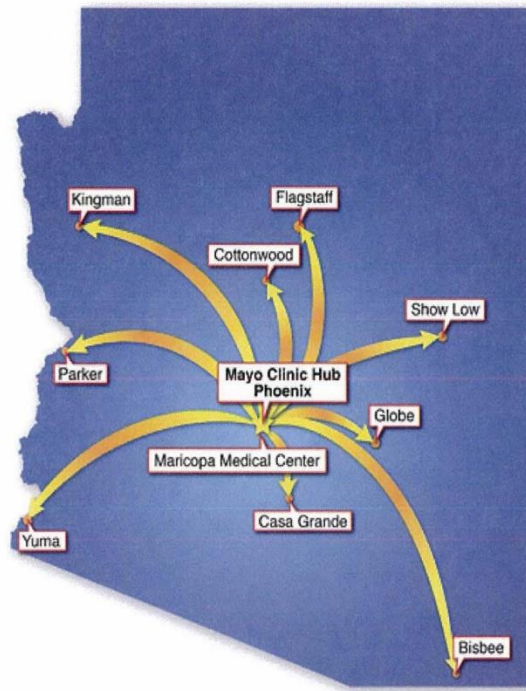 Kingman
Flagstaff
Cottonwood
Show Low
Parker
Mayo Clinic Hub
Phoenix
Globe
Maricopa Medical Center
Casa Grande
Yuma
Bisbee